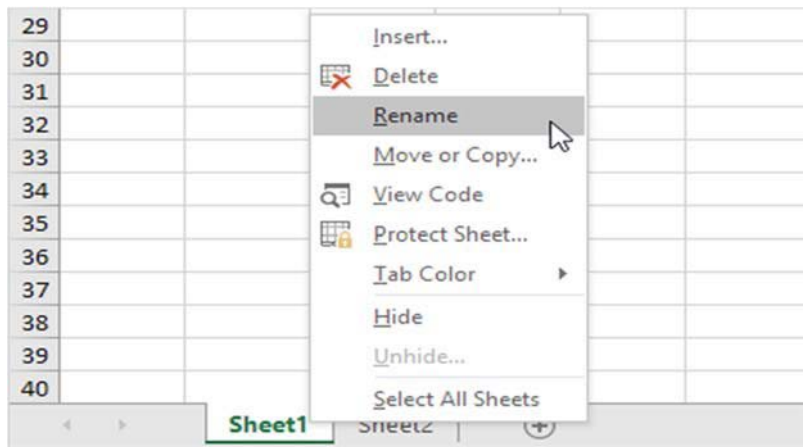 29
30
31
32
33
34
35
36
37
38
39
40
Insert...
Delete
Rename
Move or Copy...
View Code
Protect Sheet...
Tab Color
Hide
Unhide...
Select All Sheets
Sheet1 Sheet2